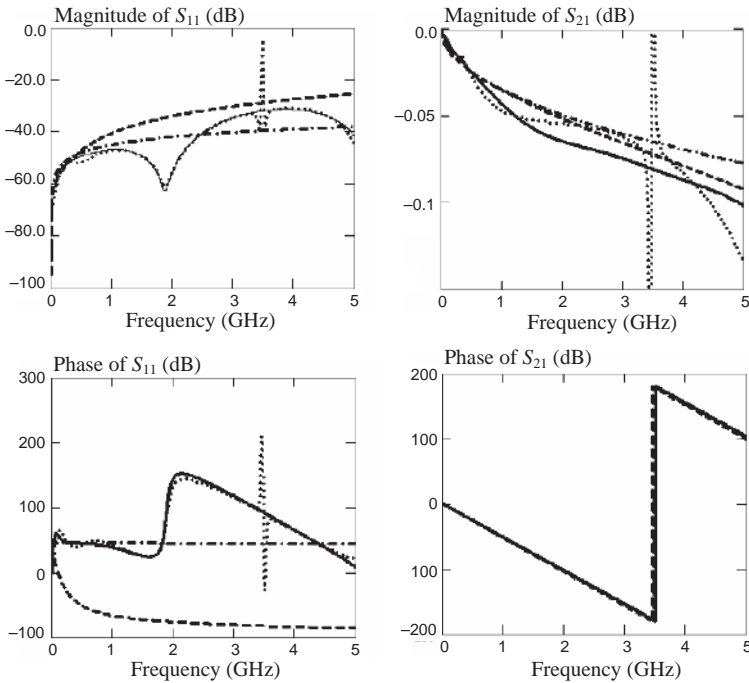 Magnitude of S11 (dB)
0.0
–20.0
–40.0
–60.0
–80.0
–100
0 1 2 3 4 5
Frequency (GHz)
Magnitude of S21 (dB)
0.0
–0.05
–0.1
0 1 2 3 4 5
Frequency (GHz)
Phase of S11 (dB)
300
200
100
0
–100
0 1 2 3 4 5
Frequency (GHz)
Phase of S21 (dB)
200
100
0
–100
–200
0 1 2 3 4 5
Frequency (GHz)